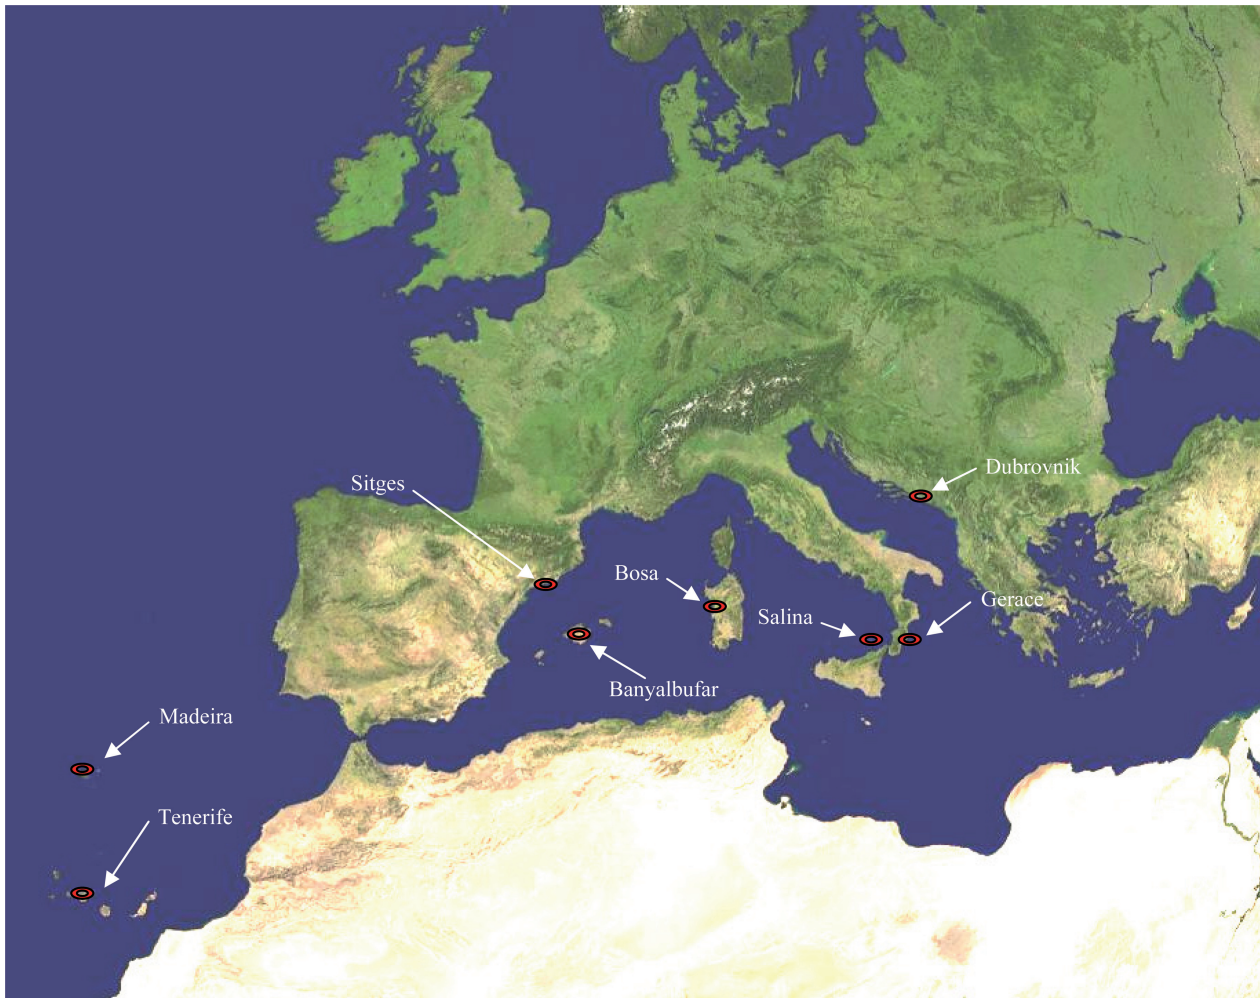 Dubrovnik
Sitges
Bosa
Gerace
Salina
Banyalbufar
Madeira
Tenerife